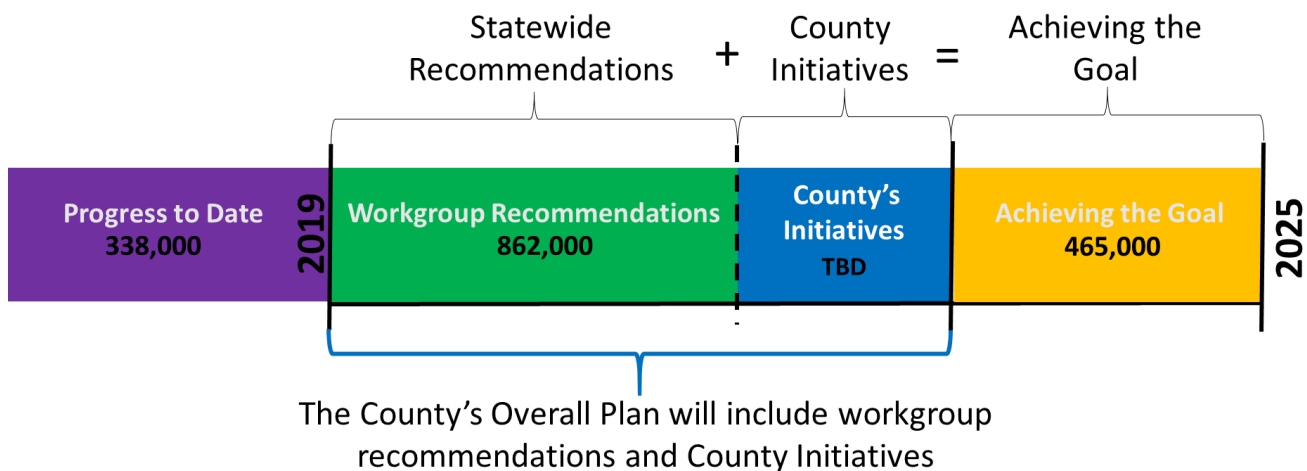 Statewide
Recommendations
+
County
Initiatives
=
Achieving the
Goal
Progress to Date
338,000
2019
Workgroup Recommendations
862,000
County's
Initiatives
TBD
Achieving the Goal
465,000
2025
The County's Overall Plan will include workgroup
recommendations and County Initiatives